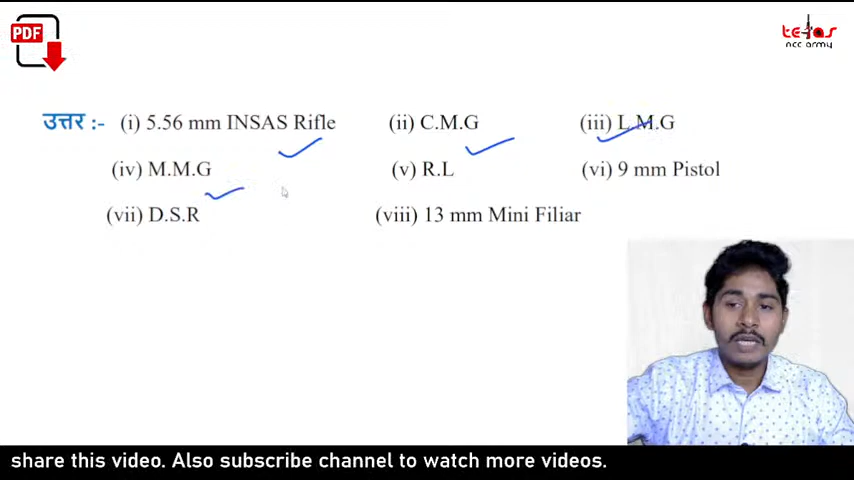 PDF
tejas
ncc army
उत्तर :- (i) 5.56 mm INSAS Rifle (ii) C.M.G (iii) L.M.G
(iv) M.M.G (v) R.L (vi) 9 mm Pistol
(vii) D.S.R (viii) 13 mm Mini Filiar
share this video. Also subscribe channel to watch more videos.